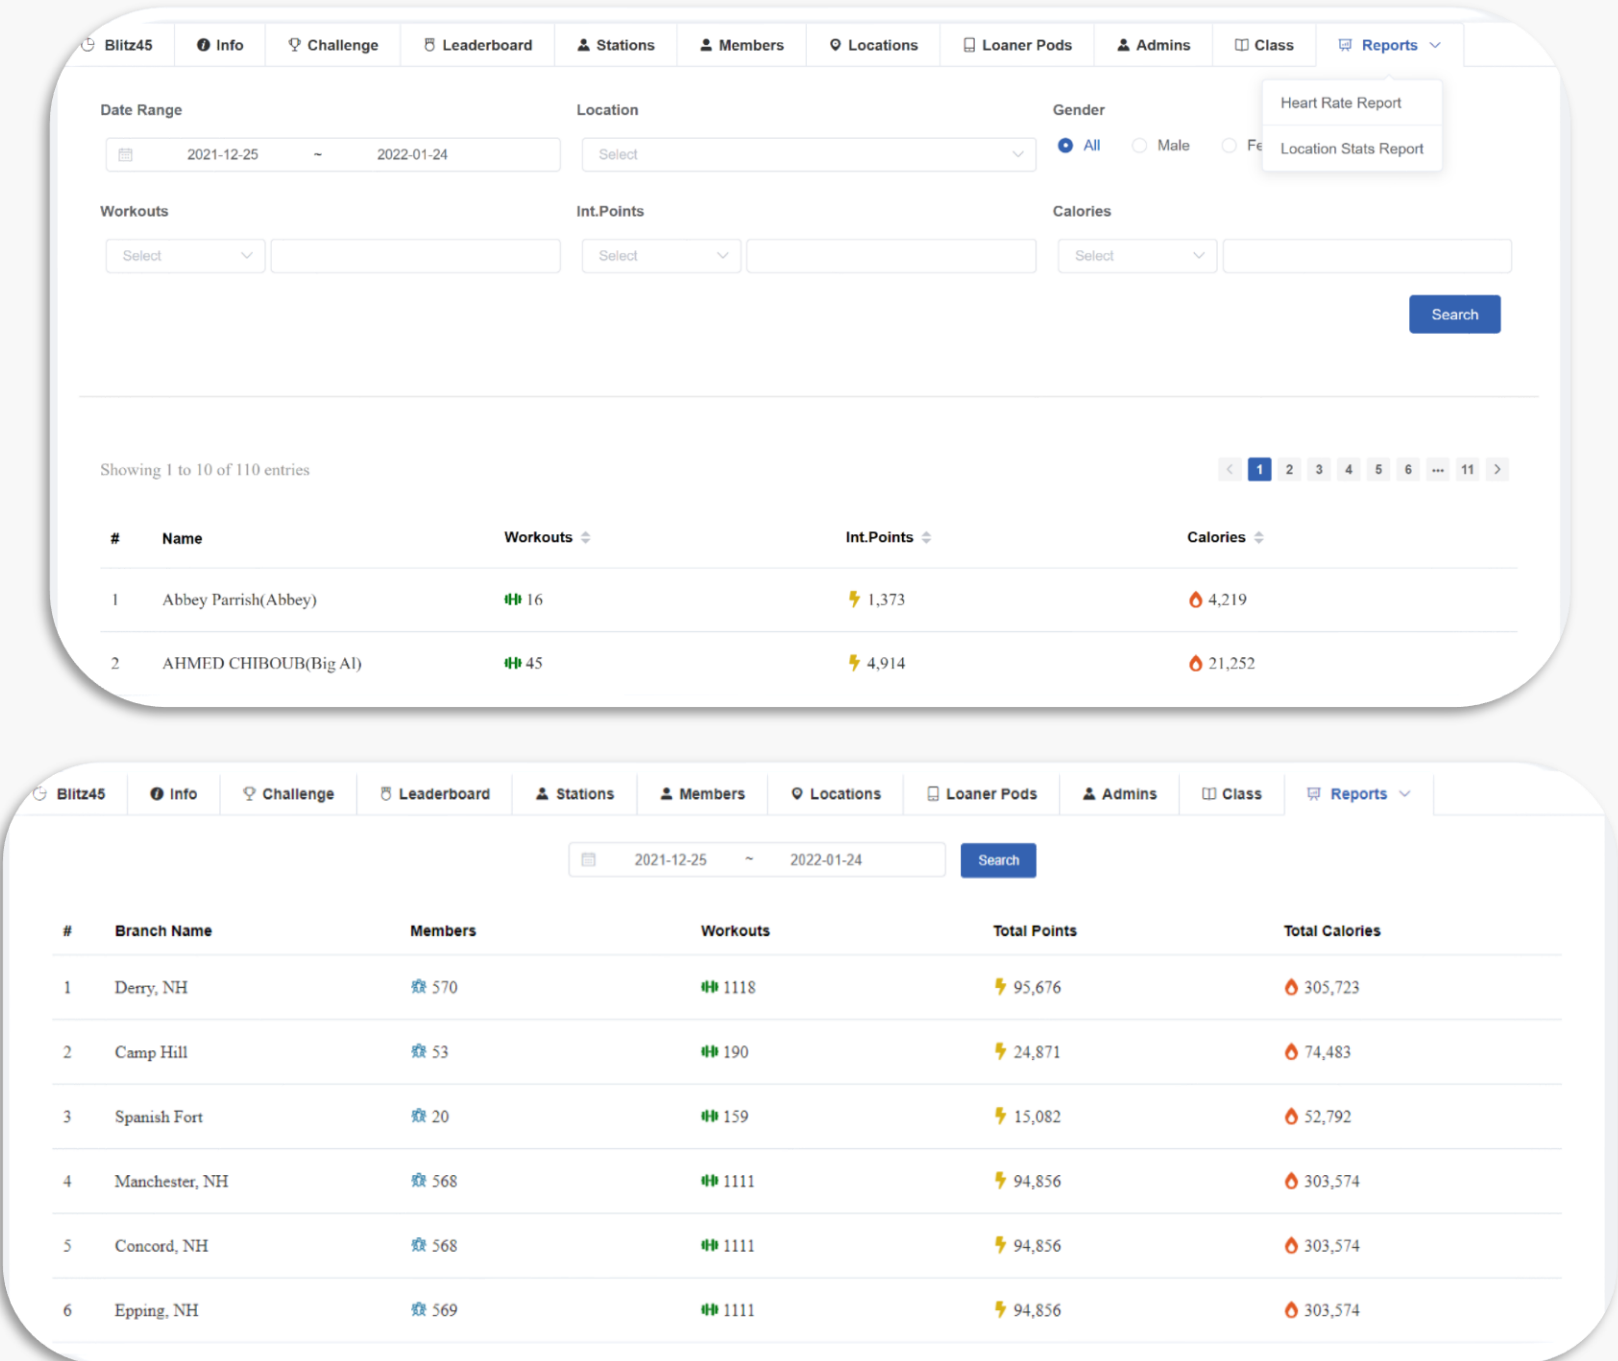 Blitz45 Info Challenge Leaderboard Stations Members Locations Loaner Pods Admins Class Reports
Heart Rate Report
Location Stats Report
Date Range Location Gender
2021-12-25 ~ 2022-01-24 Select All Male Fe
Workouts Int.Points Calories
Select Select Select
Search
Showing 1 to 10 of 110 entries < 1 2 3 4 5 6 ••• 11 >
# Name Workouts Int.Points Calories
1 Abbey Parrish(Abbey) 16 1,373 4,219
2 AHMED CHIBOUB(Big Al) 45 4,914 21,252
Blitz45 Info Challenge Leaderboard Stations Members Locations Loaner Pods Admins Class Reports
2021-12-25 ~ 2022-01-24 Search
# Branch Name Members Workouts Total Points Total Calories
1 Derry, NH 570 1118 95,676 305,723
2 Camp Hill 53 190 24,871 74,483
3 Spanish Fort 20 159 15,082 52,792
4 Manchester, NH 568 1111 94,856 303,574
5 Concord, NH 568 1111 94,856 303,574
6 Epping, NH 569 1111 94,856 303,574